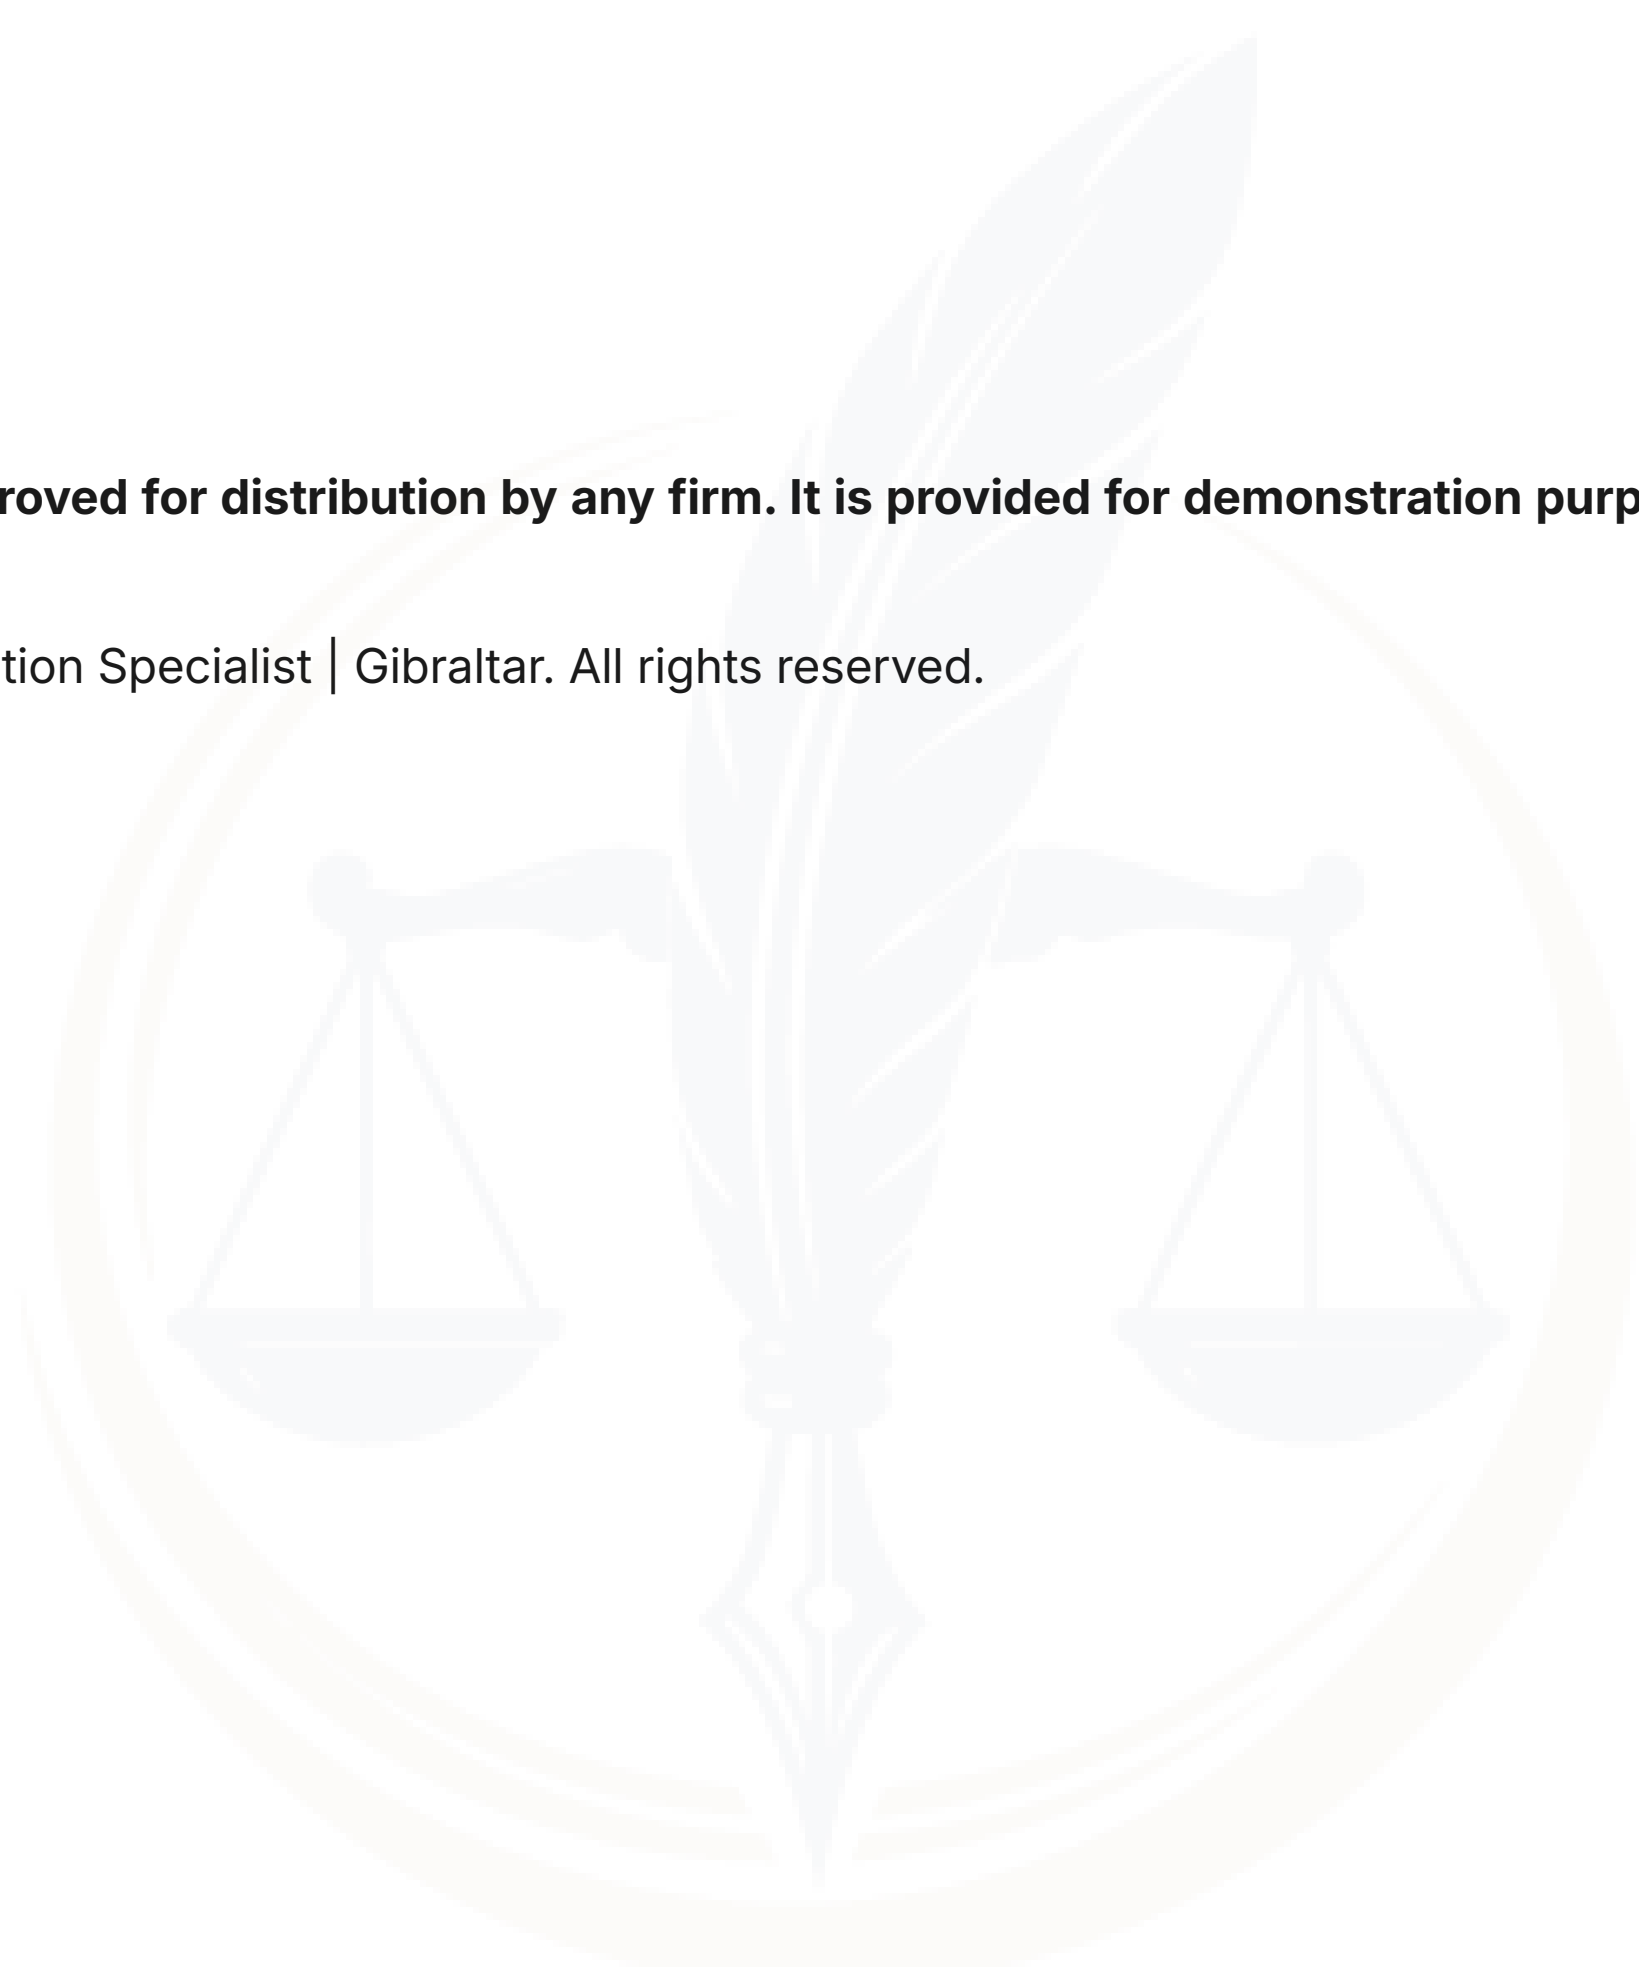 roved for distribution by any firm. It is provided for demonstration purp
tion Specialist | Gibraltar. All rights reserved.